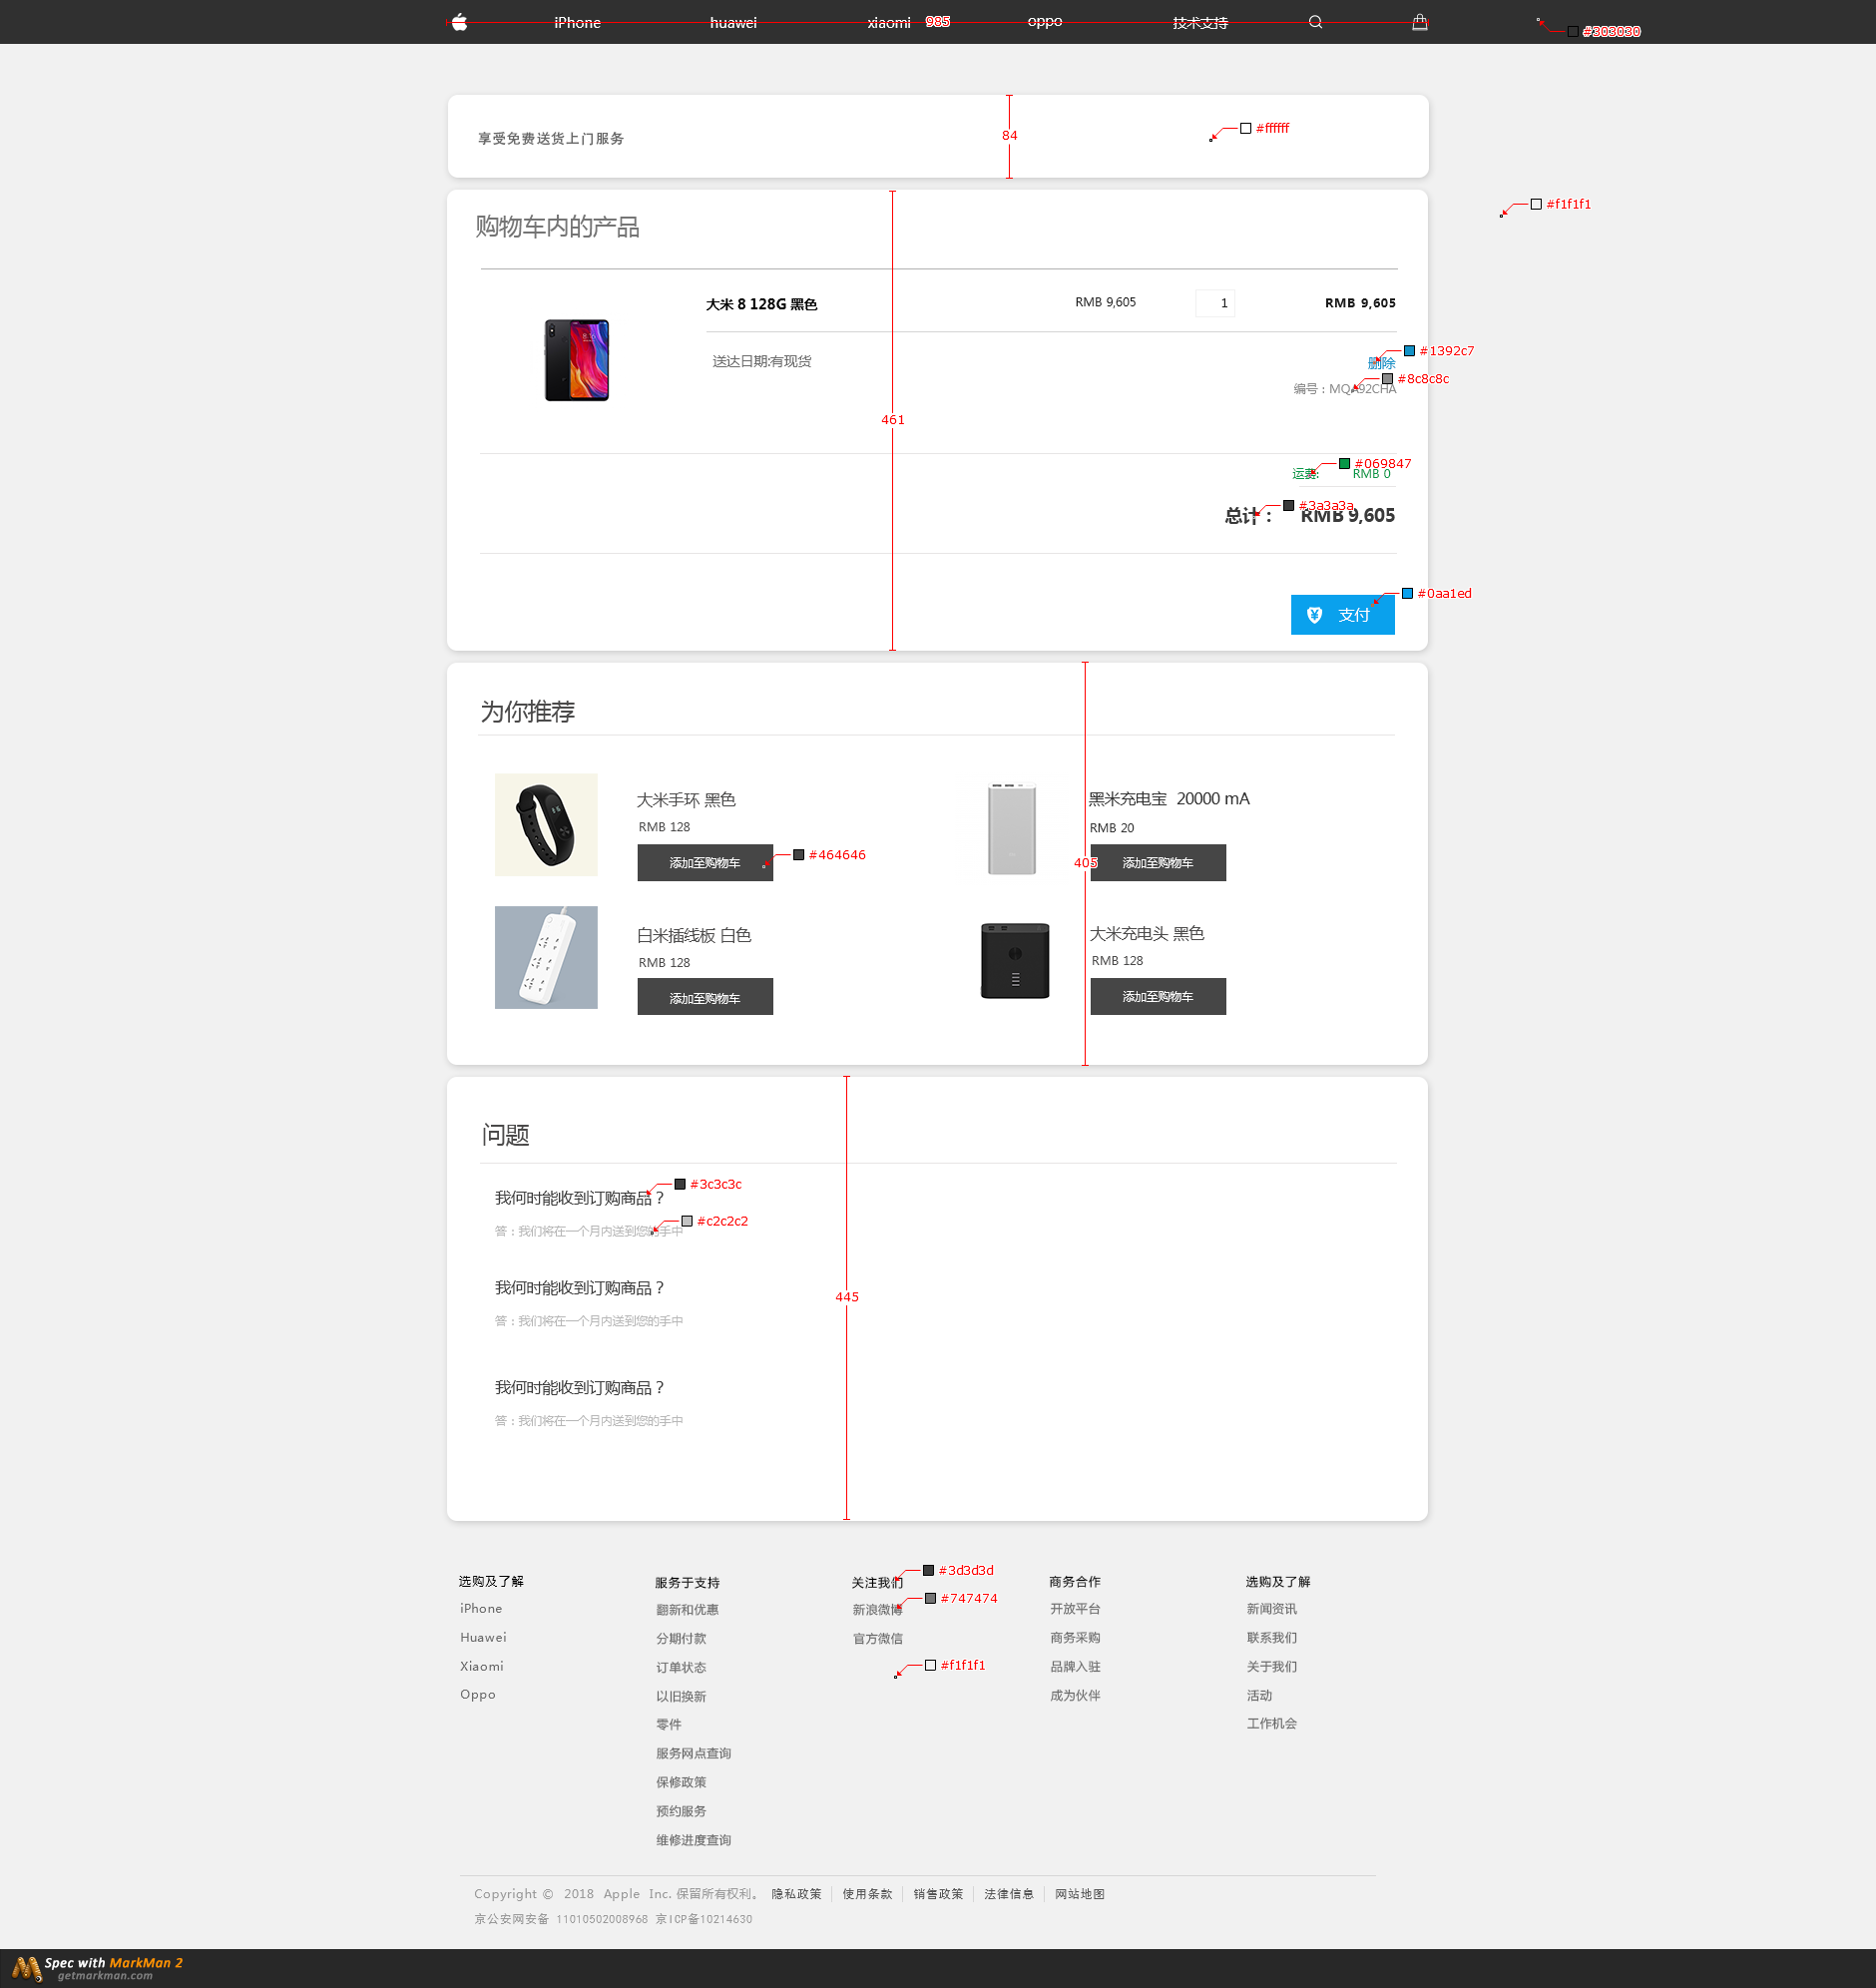 iPhone huawei xiaomi 985 oppo 技术支持
#303030
享受免费送货上门服务 84 #ffffff
#f1f1f1
购物车内的产品
大米 8 128G 黑色 RMB 9,605 1 RMB 9,605
送达日期:有现货 删除 #1392c7
#8c8c8c
编号：MQA92CHA
461
#069847
运费: RMB 0
#3a3a3a
总计： RMB 9,605
#0aa1ed
支付
为你推荐
大米手环 黑色 黑米充电宝 20000 mA
RMB 128 RMB 20
添加至购物车 #464646 405 添加至购物车
白米插线板 白色 大米充电头 黑色
RMB 128 RMB 128
添加至购物车 添加至购物车
问题
#3c3c3c
我何时能收到订购商品？
#c2c2c2
答：我们将在一个月内送到您的手中
我何时能收到订购商品？
445
答：我们将在一个月内送到您的手中
我何时能收到订购商品？
答：我们将在一个月内送到您的手中
#3d3d3d
选购及了解 服务于支持 关注我们 商务合作 选购及了解
#747474
iPhone 翻新和优惠 新浪微博 开放平台 新闻资讯
Huawei 分期付款 官方微信 商务采购 联系我们
Xiaomi 订单状态 #f1f1f1 品牌入驻 关于我们
Oppo 以旧换新 成为伙伴 活动
零件 工作机会
服务网点查询
保修政策
预约服务
维修进度查询
Copyright © 2018 Apple Inc. 保留所有权利。 隐私政策 使用条款 销售政策 法律信息 网站地图
京公安网安备 11010502008968 京ICP备10214630
Spec with MarkMan 2
getmarkman.com